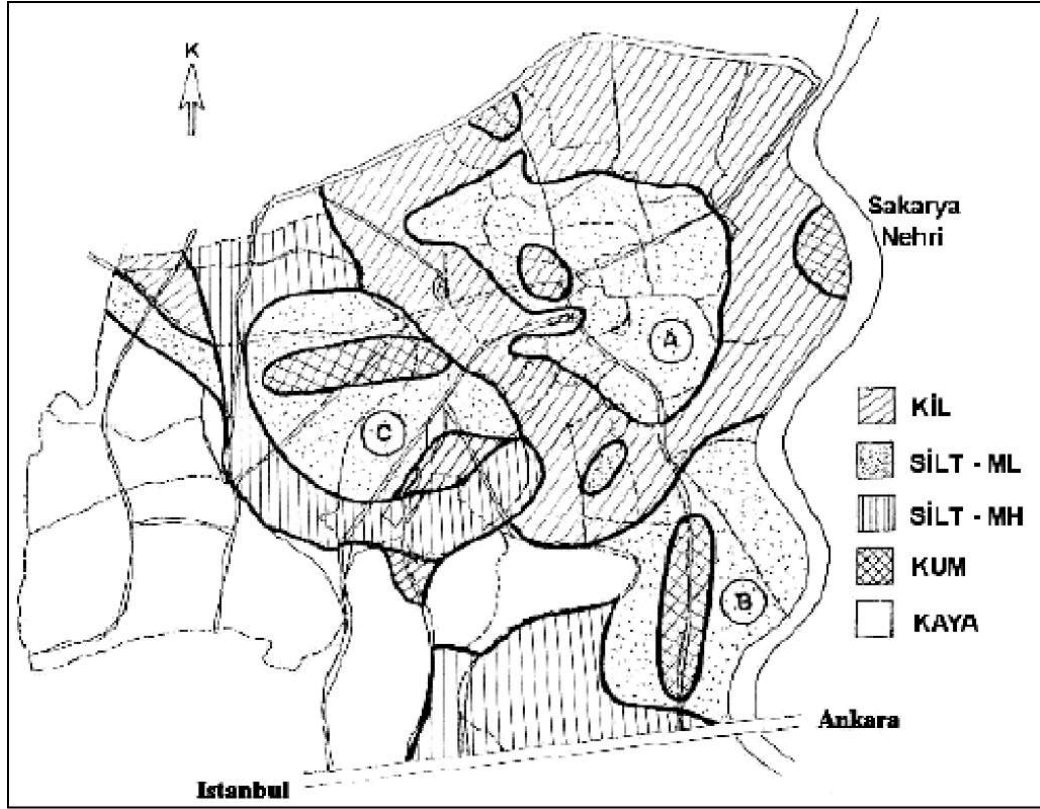 K
Sakarya
Nehri
A
C
B
KİL
SİLT - ML
SİLT - MH
KUM
KAYA
Ankara
Istanbul